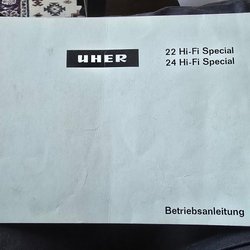 UHER
22 Hi-Fi Special
24 Hi-Fi Special
Betriebsanleitung